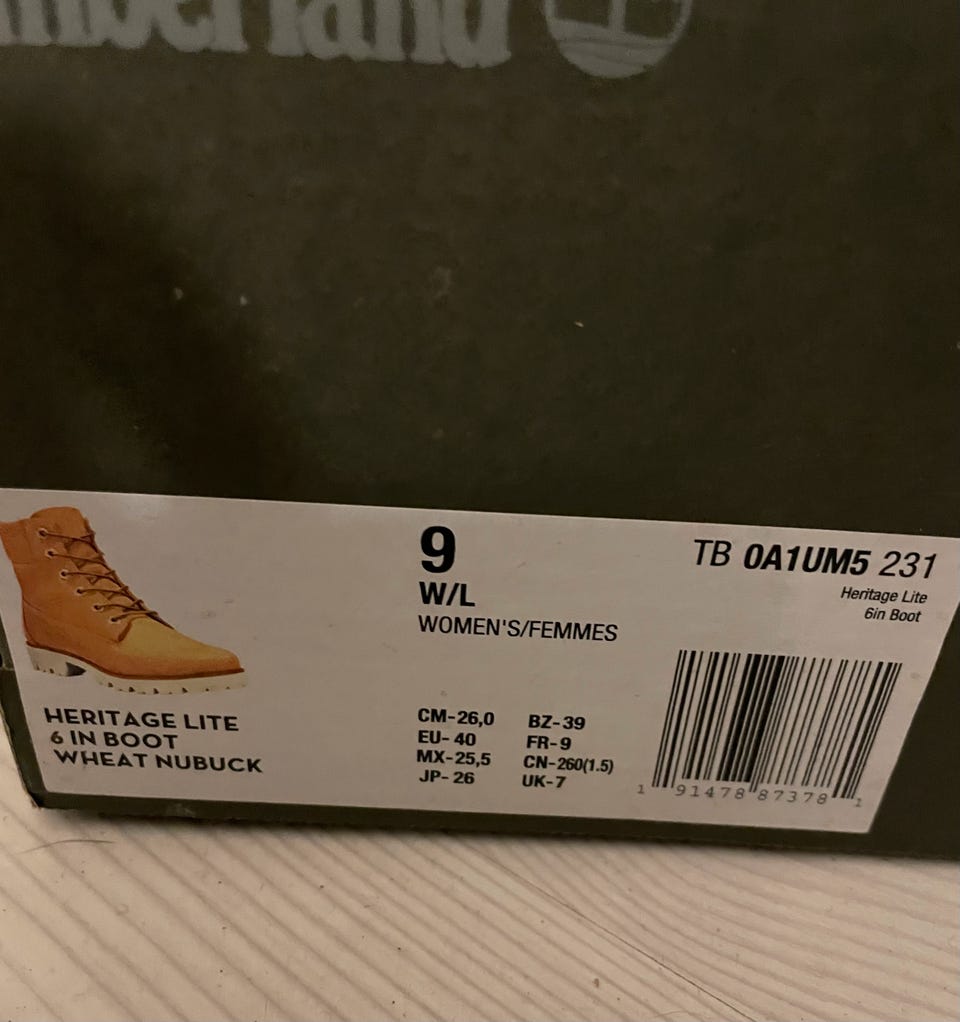 mberland
9
W/L
WOMEN'S/FEMMES
TB 0A1UM5 231
Heritage Lite
6in Boot
HERITAGE LITE
6 IN BOOT
WHEAT NUBUCK
CM-26,0 BZ-39
EU-40 FR-9
MX-25,5 CN-260(1.5)
JP-26 UK-7
1 91478 87378 1